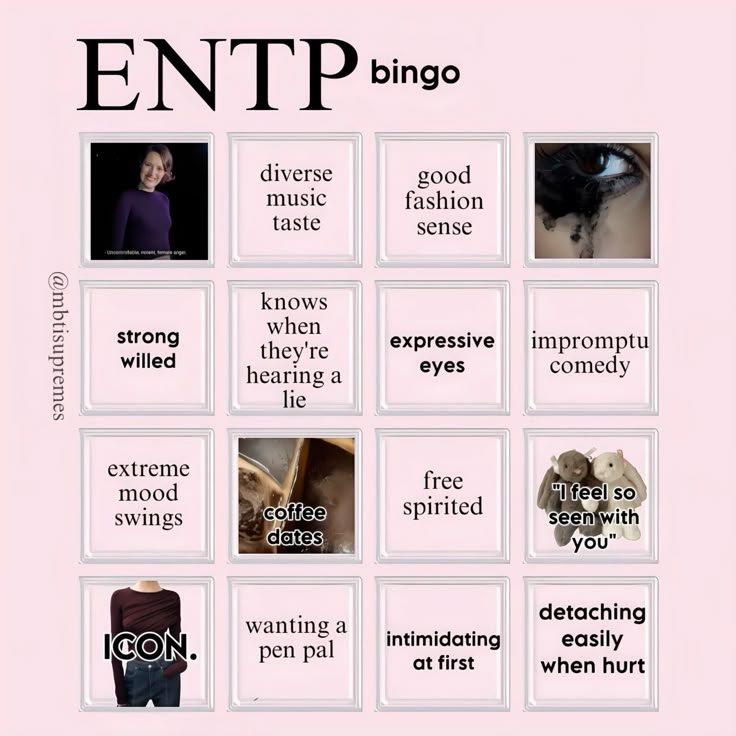 ENTP bingo
diverse
music
taste
good
fashion
sense
- Uncontrollable, violent, female anger.
@mbtisupremes
strong
willed
knows
when
they're
hearing a
lie
expressive
eyes
impromptu
comedy
extreme
mood
swings
coffee
dates
free
spirited
"I feel so
seen with
you"
ICON.
wanting a
pen pal
intimidating
at first
detaching
easily
when hurt